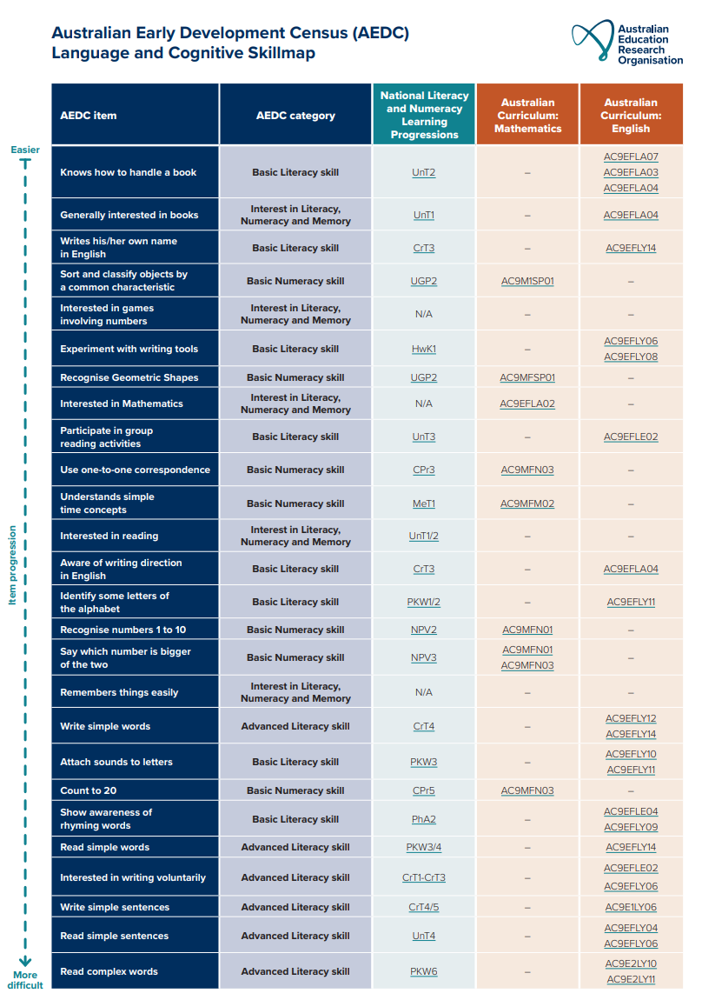 Australian Early Development Census (AEDC)
Language and Cognitive Skillmap
Australian
Education
Research
Organisation
AEDC item
AEDC category
National Literacy
and Numeracy
Learning
Progressions
Australian
Curriculum:
Mathematics
Australian
Curriculum:
English
Easier
Item progression
More
difficult
Knows how to handle a book
Basic Literacy skill
UnT2
–
AC9EFLA07
AC9EFLA03
AC9EFLA04
Generally interested in books
Interest in Literacy,
Numeracy and Memory
UnT1
–
AC9EFLA04
Writes his/her own name
in English
Basic Literacy skill
CrT3
–
AC9EFLY14
Sort and classify objects by
a common characteristic
Basic Numeracy skill
UGP2
AC9M1SP01
–
Interested in games
involving numbers
Interest in Literacy,
Numeracy and Memory
N/A
–
–
Experiment with writing tools
Basic Literacy skill
HwK1
–
AC9EFLY06
AC9EFLY08
Recognise Geometric Shapes
Basic Numeracy skill
UGP2
AC9MFSP01
–
Interested in Mathematics
Interest in Literacy,
Numeracy and Memory
N/A
AC9EFLA02
–
Participate in group
reading activities
Basic Literacy skill
UnT3
–
AC9EFLE02
Use one-to-one correspondence
Basic Numeracy skill
CPr3
AC9MFN03
–
Understands simple
time concepts
Basic Numeracy skill
MeT1
AC9MFM02
–
Interested in reading
Interest in Literacy,
Numeracy and Memory
UnT1/2
–
–
Aware of writing direction
in English
Basic Literacy skill
CrT3
–
AC9EFLA04
Identify some letters of
the alphabet
Basic Literacy skill
PKW1/2
–
AC9EFLY11
Recognise numbers 1 to 10
Basic Numeracy skill
NPV2
AC9MFN01
–
Say which number is bigger
of the two
Basic Numeracy skill
NPV3
AC9MFN01
AC9MFN03
–
Remembers things easily
Interest in Literacy,
Numeracy and Memory
N/A
–
–
Write simple words
Advanced Literacy skill
CrT4
–
AC9EFLY12
AC9EFLY14
Attach sounds to letters
Basic Literacy skill
PKW3
–
AC9EFLY10
AC9EFLY11
Count to 20
Basic Numeracy skill
CPr5
AC9MFN03
–
Show awareness of
rhyming words
Basic Literacy skill
PhA2
–
AC9EFLE04
AC9EFLY09
Read simple words
Advanced Literacy skill
PKW3/4
–
AC9EFLY14
Interested in writing voluntarily
Advanced Literacy skill
CrT1-CrT3
–
AC9EFLE02
AC9EFLY06
Write simple sentences
Advanced Literacy skill
CrT4/5
–
AC9E1LY06
Read simple sentences
Advanced Literacy skill
UnT4
–
AC9EFLY04
AC9EFLY06
Read complex words
Advanced Literacy skill
PKW6
–
AC9E2LY10
AC9E2LY11